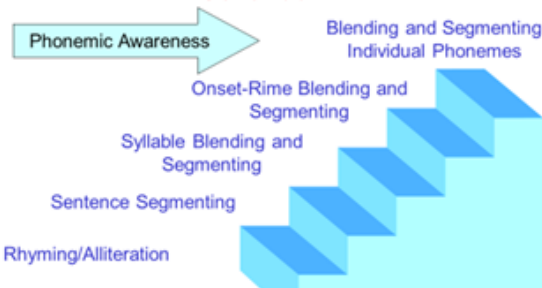 Phonemic Awareness
Blending and Segmenting
Individual Phonemes
Onset-Rime Blending and
Segmenting
Syllable Blending and
Segmenting
Sentence Segmenting
Rhyming/Alliteration